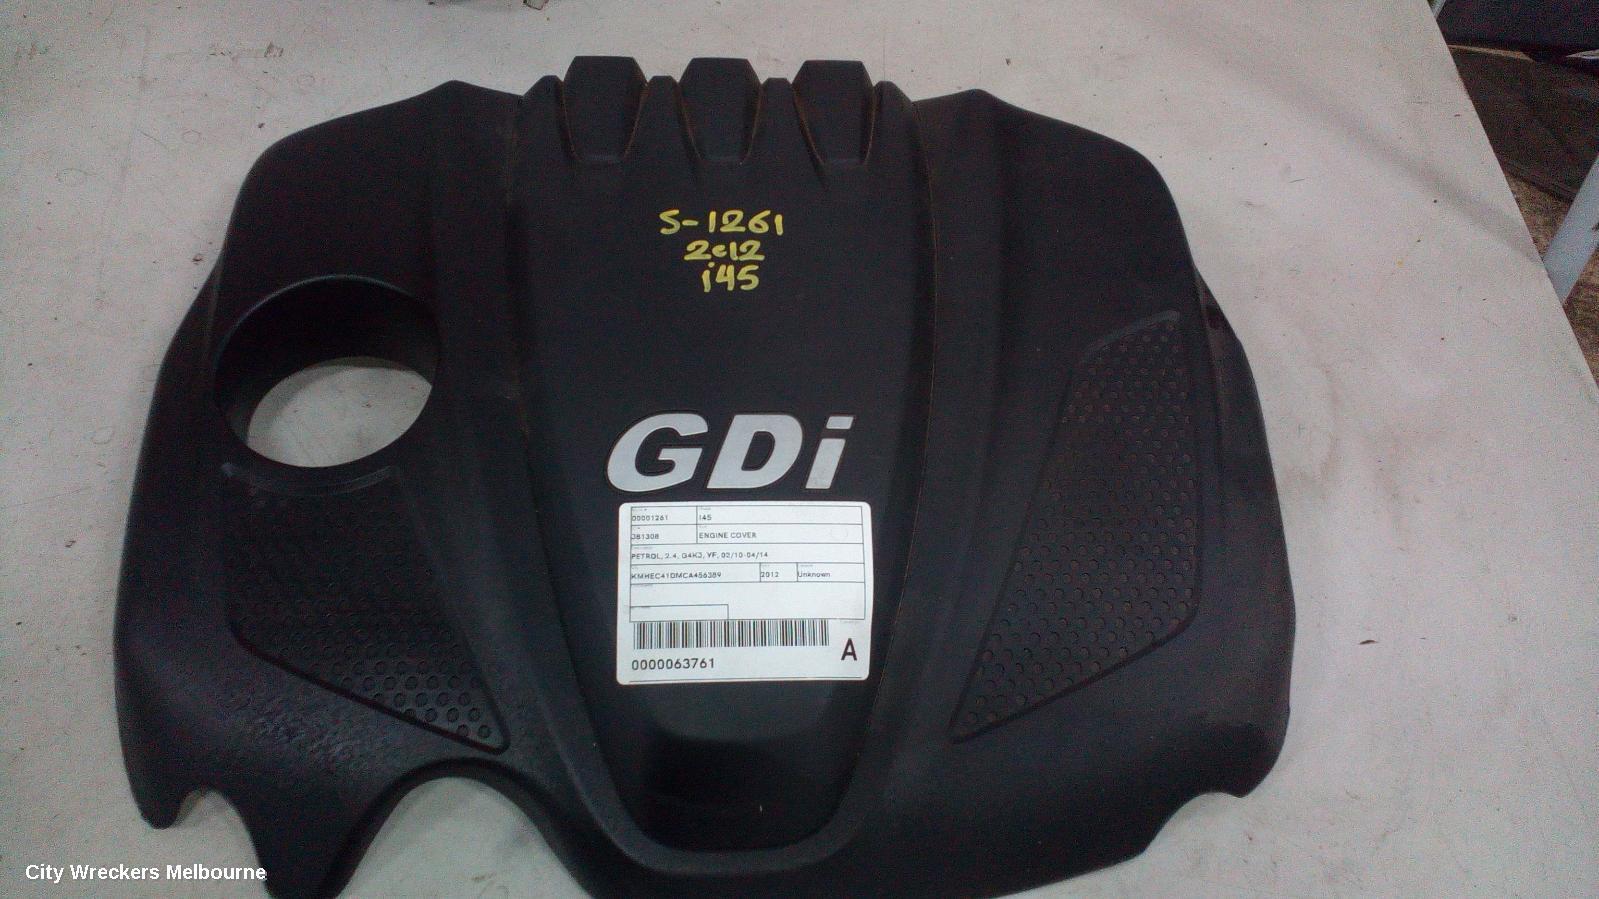 S-1261
2012
i45
GDi
00001261 I45
J81308 ENGINE COVER
PETROL, 2.4, G4KJ, YF, 02/10-04/14
KMHEC41DMCA456389 2012 Unknown
0000063761 A
City Wreckers Melbourne